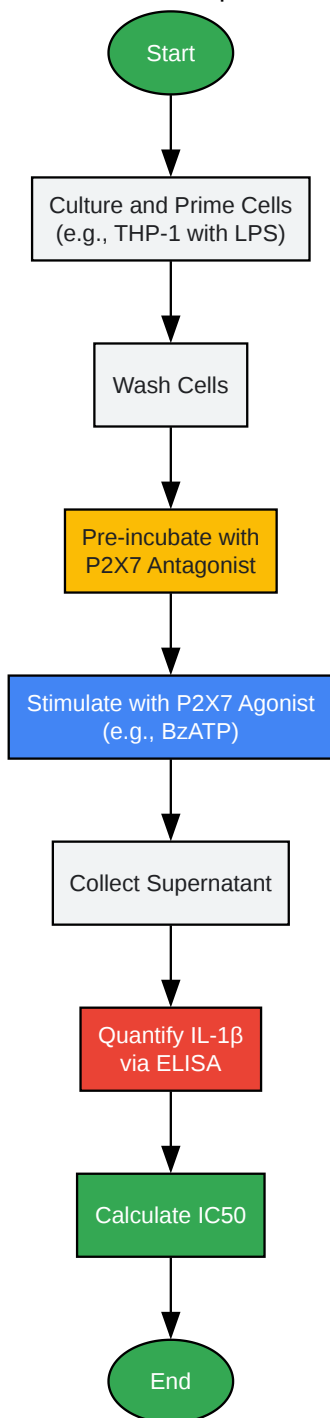 Start
Culture and Prime Cells
(e.g., THP-1 with LPS)
Wash Cells
Pre-incubate with
P2X7 Antagonist
Stimulate with P2X7 Agonist
(e.g., BzATP)
Collect Supernatant
Quantify IL-1β
via ELISA
Calculate IC50
End